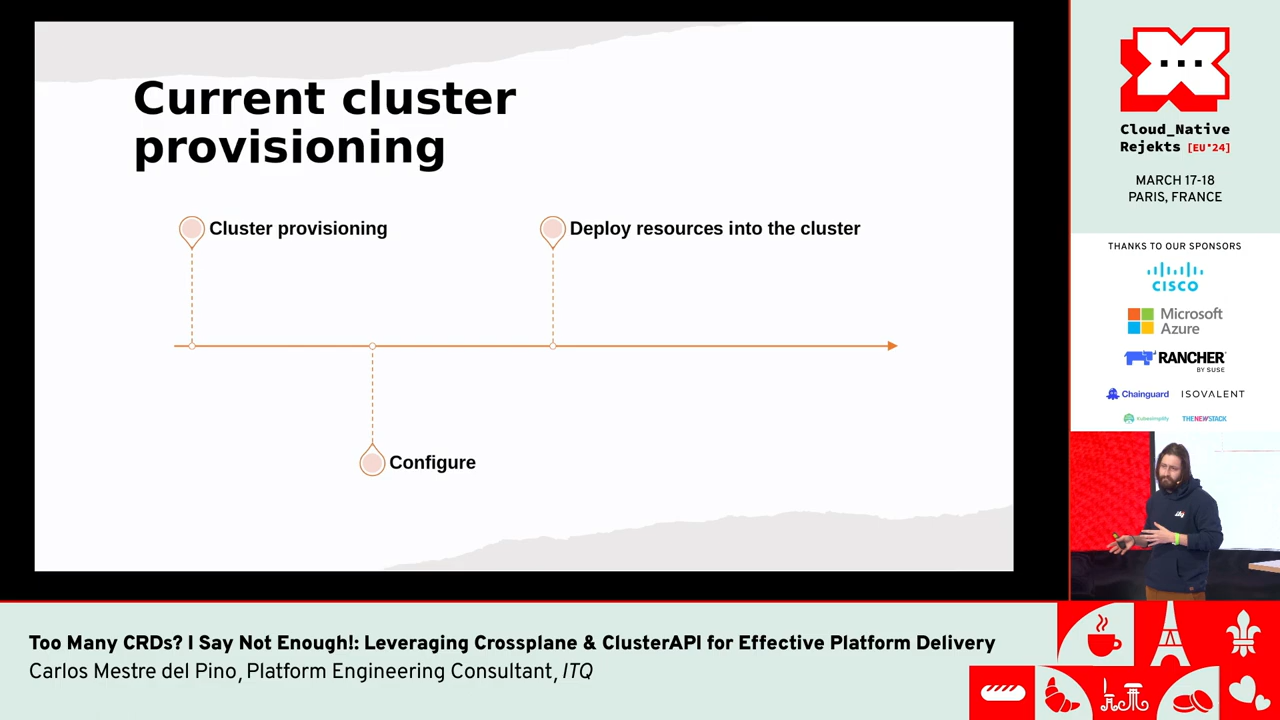 Current cluster
provisioning
Cluster provisioning
Deploy resources into the cluster
Configure
Cloud_Native
Rejekts [EU*24]
MARCH 17-18
PARIS, FRANCE
THANKS TO OUR SPONSORS
CISCO
Microsoft
Azure
RANCHER
BY SUSE
Chainguard
ISOVALENT
Kubesimplify
THENEWSTACK
itq
Too Many CRDs? I Say Not Enough!: Leveraging Crossplane & ClusterAPI for Effective Platform Delivery
Carlos Mestre del Pino, Platform Engineering Consultant, ITQ